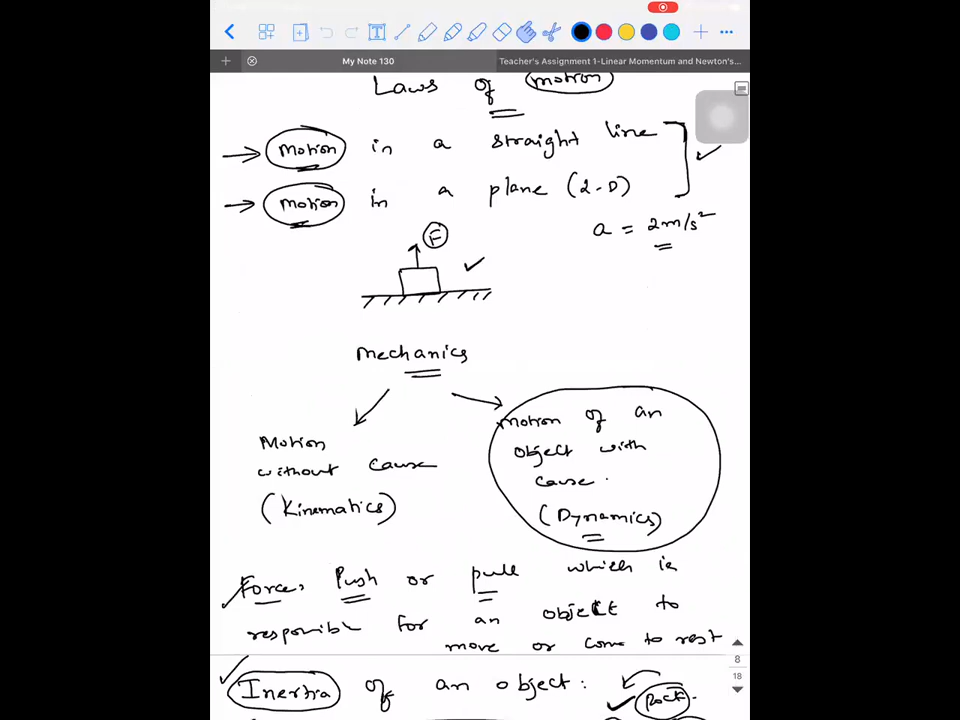 My Note 130
Teacher's Assignment 1-Linear Momentum and Newton's...
Laws of motion
→ Motion in a straight line
→ Motion in a plane (2-D)
a = 2m/s²
F
Mechanics
Motion without cause
(Kinematics)
Motion of an
object with
cause.
(Dynamics)
Force, Push or pull which is
responsible for an object to
move or come to rest
8
18
Inertia of an object:
Rock.